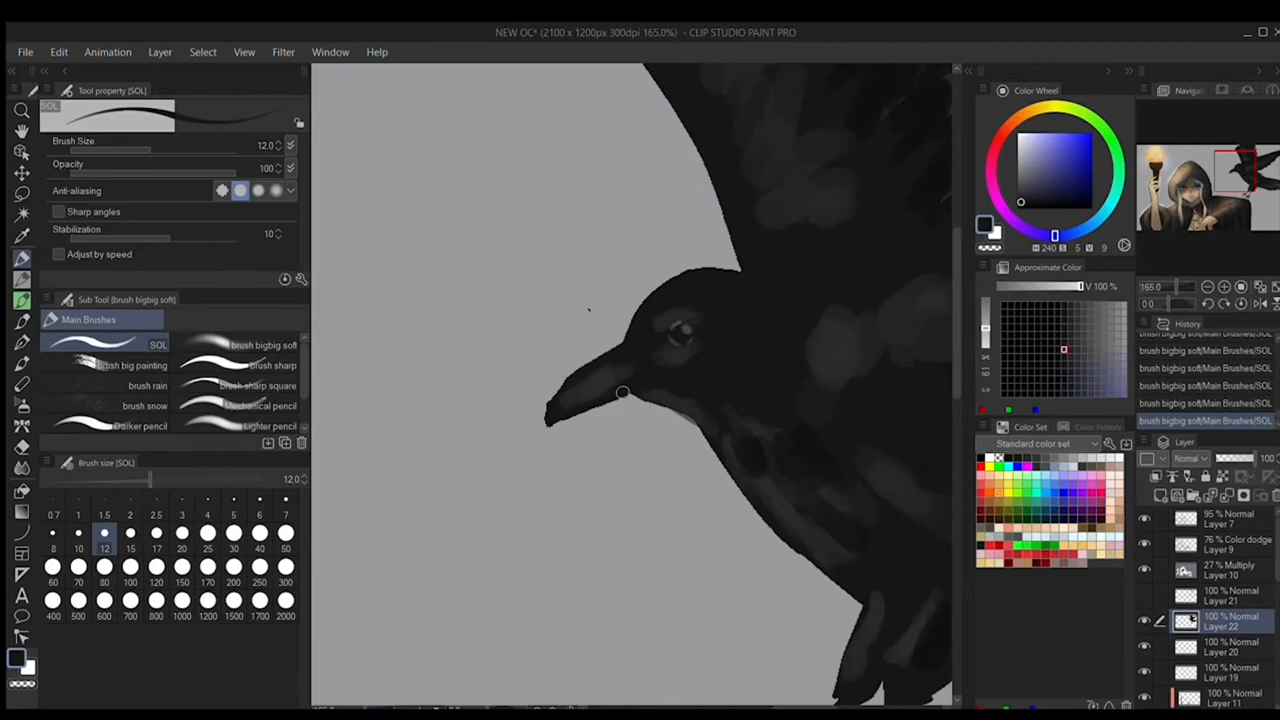 NEW OC* (2100 x 1200px 300dpi 165.0%) - CLIP STUDIO PAINT PRO
File Edit Animation Layer Select View Filter Window Help
Tool property [SOL]
SOL
Brush Size 12.0
Opacity 100
Anti-aliasing
Sharp angles
Stabilization 10
Adjust by speed
Sub Tool [brush bigbig soft]
Main Brushes
SOL brush bigbig soft
brush big painting brush sharp
brush rain brush sharp square
brush snow Mechanical pencil
Darker pencil Lighter pencil
Brush size [SOL]
12.0
0.7 1 1.5 2 2.5 3 4 5 6 7
8 10 12 15 17 20 25 30 40 50
60 70 80 100 120 150 170 200 250 300
400 500 600 700 800 1000 1200 1500 1700 2000
A
Color Wheel
H 240 S 5 V 9
Approximate Color
V 100 %
Color Set Color History
Standard color set
Navigat
165.0
0.0
History
brush bigbig soft/Main Brushes/SOL
brush bigbig soft/Main Brushes/SOL
brush bigbig soft/Main Brushes/SOL
brush bigbig soft/Main Brushes/SOL
brush bigbig soft/Main Brushes/SOL
brush bigbig soft/Main Brushes/SOL
Layer
Normal 100
95 % Normal
Layer 7
76 % Color dodge
Layer 9
27 % Multiply
Layer 10
100 % Normal
Layer 21
100 % Normal
Layer 22
100 % Normal
Layer 20
100 % Normal
Layer 19
100 % Normal
Layer 11